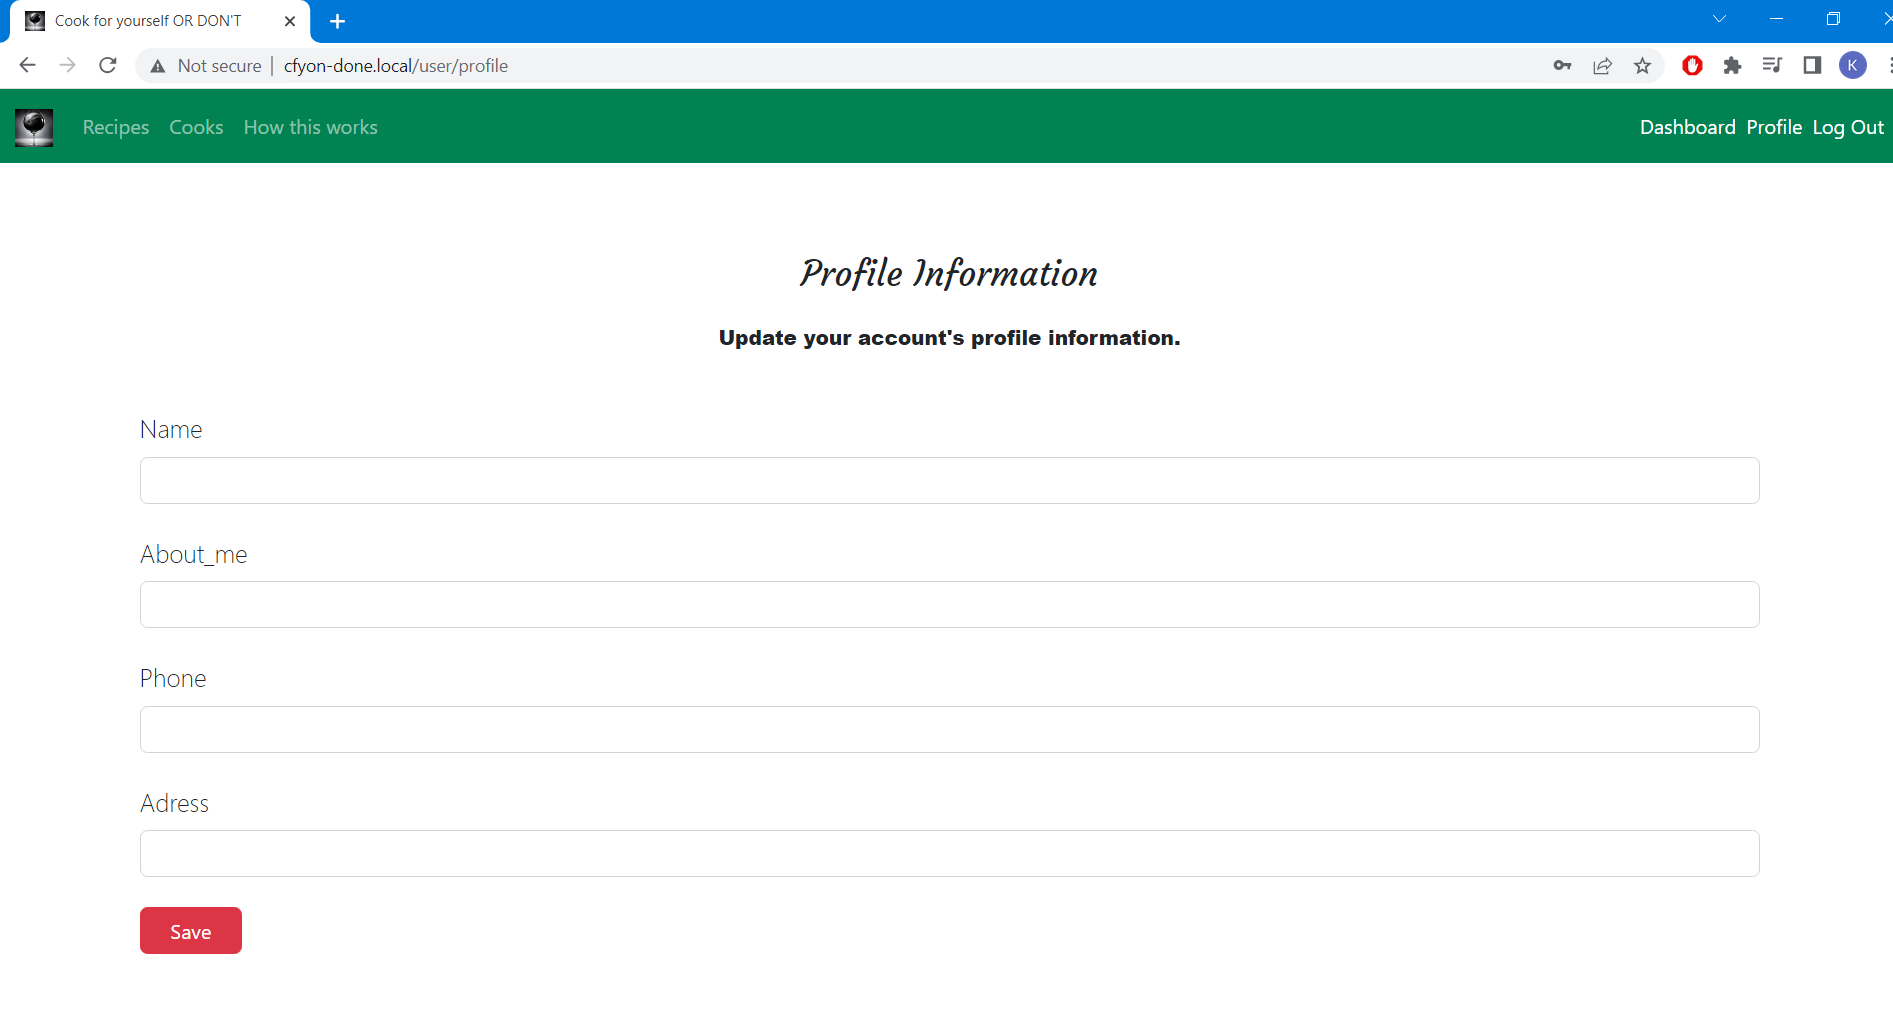 Cook for yourself OR DON'T
Not secure | cfyon-done.local/user/profile
K
Recipes Cooks How this works
Dashboard Profile Log Out
Profile Information
Update your account's profile information.
Name
About_me
Phone
Adress
Save